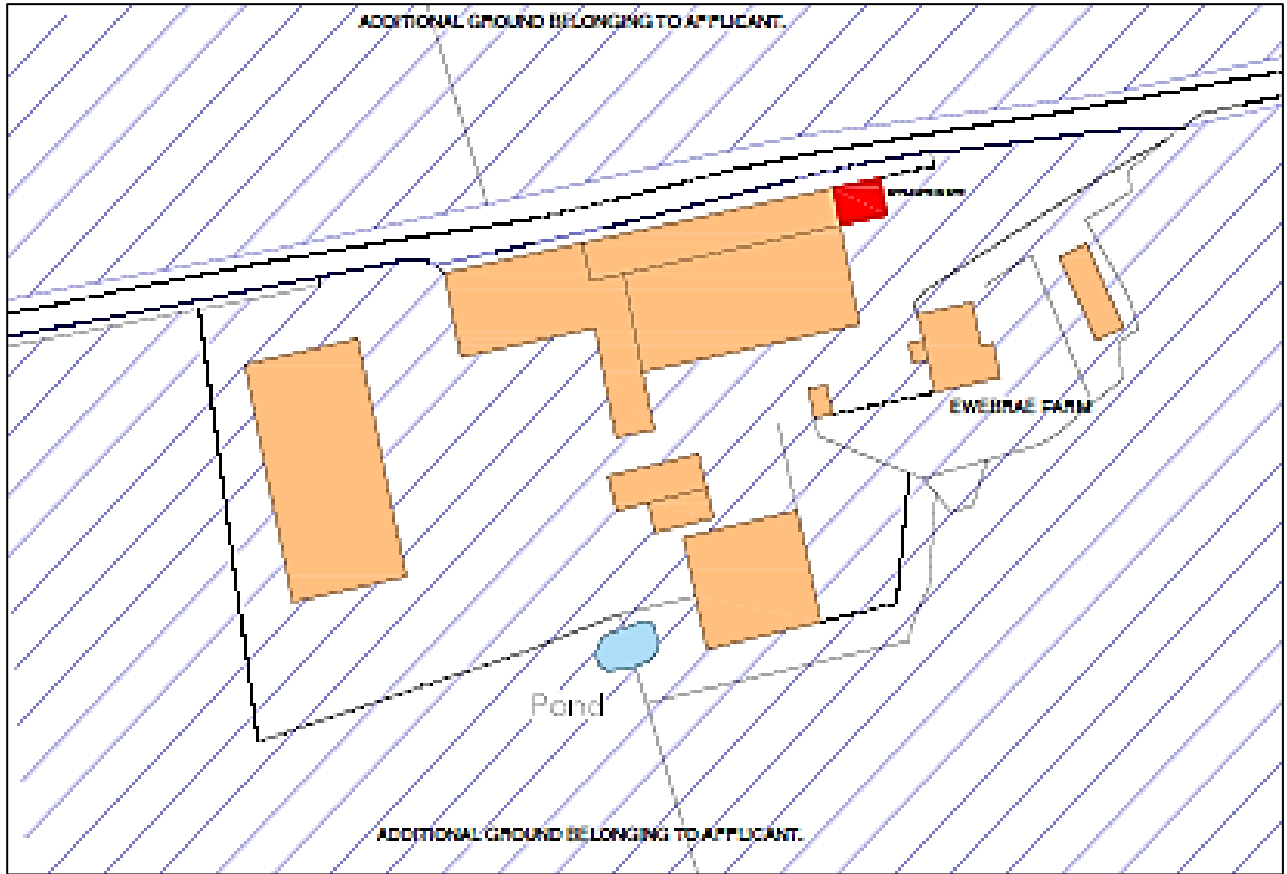 ADDITIONAL GROUND BELONGING TO APPLICANT.
EWEBRAE FARM
Pond
ADDITIONAL GROUND BELONGING TO APPLICANT.